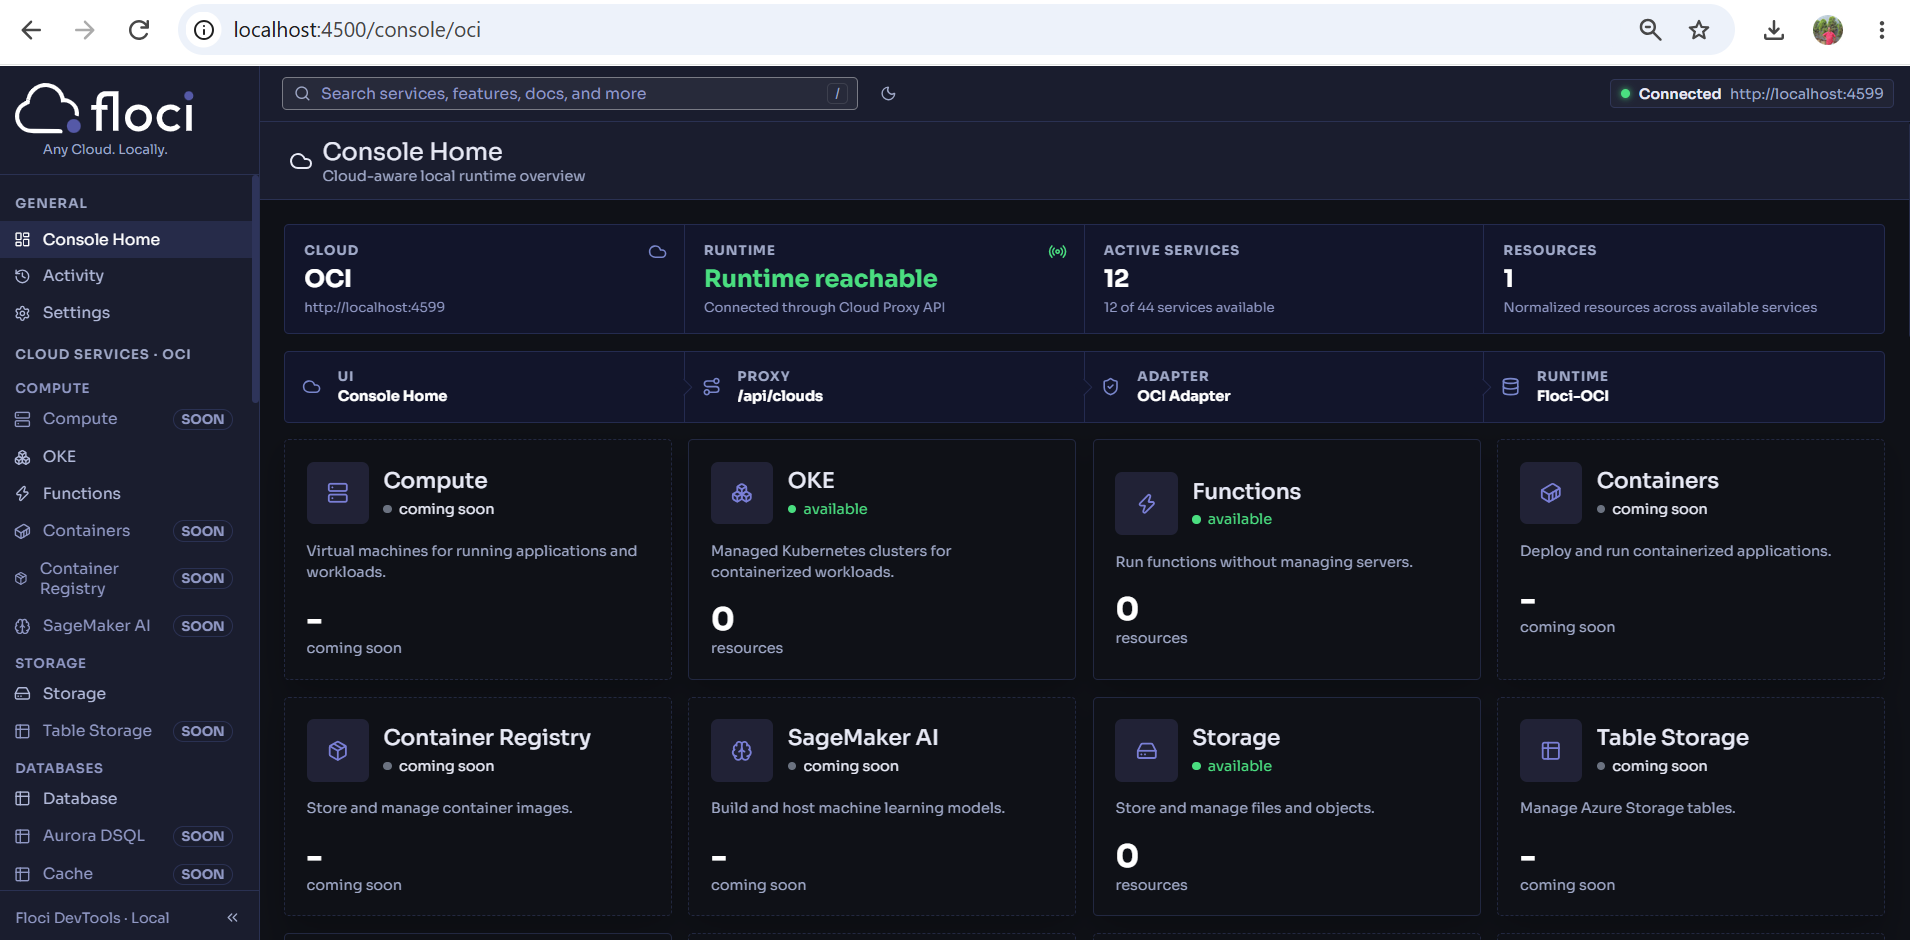 localhost:4500/console/oci
floci
Any Cloud. Locally.
Search services, features, docs, and more
/
Connected http://localhost:4599
Console Home
Cloud-aware local runtime overview
GENERAL
Console Home
Activity
Settings
CLOUD SERVICES · OCI
COMPUTE
Compute SOON
OKE
Functions
Containers SOON
Container
Registry SOON
SageMaker AI SOON
STORAGE
Storage
Table Storage SOON
DATABASES
Database
Aurora DSQL SOON
Cache SOON
Floci DevTools · Local
CLOUD
OCI
http://localhost:4599
RUNTIME
Runtime reachable
Connected through Cloud Proxy API
ACTIVE SERVICES
12
12 of 44 services available
RESOURCES
1
Normalized resources across available services
UI
Console Home
PROXY
/api/clouds
ADAPTER
OCI Adapter
RUNTIME
Floci-OCI
Compute
coming soon
Virtual machines for running applications and
workloads.
–
coming soon
OKE
available
Managed Kubernetes clusters for
containerized workloads.
0
resources
Functions
available
Run functions without managing servers.
0
resources
Containers
coming soon
Deploy and run containerized applications.
–
coming soon
Container Registry
coming soon
Store and manage container images.
–
coming soon
SageMaker AI
coming soon
Build and host machine learning models.
–
coming soon
Storage
available
Store and manage files and objects.
0
resources
Table Storage
coming soon
Manage Azure Storage tables.
–
coming soon